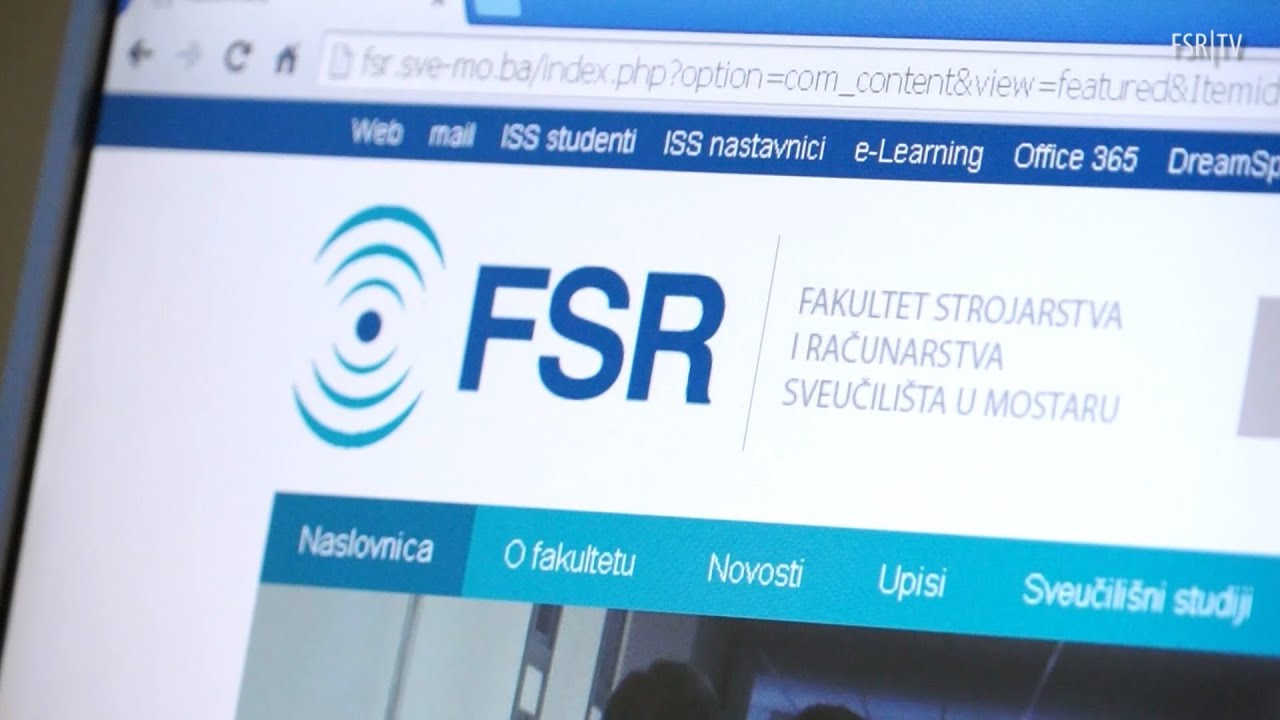 FSR|TV
fsr.sve-mo.ba/index.php?option=com_content&view=featured&Itemid
Web mail ISS studenti ISS nastavnici e-Learning Office 365 DreamSp
FSR
FAKULTET STROJARSTVA
I RAČUNARSTVA
SVEUČILIŠTA U MOSTARU
Naslovnica O fakultetu Novosti Upisi Sveučilišni studiji